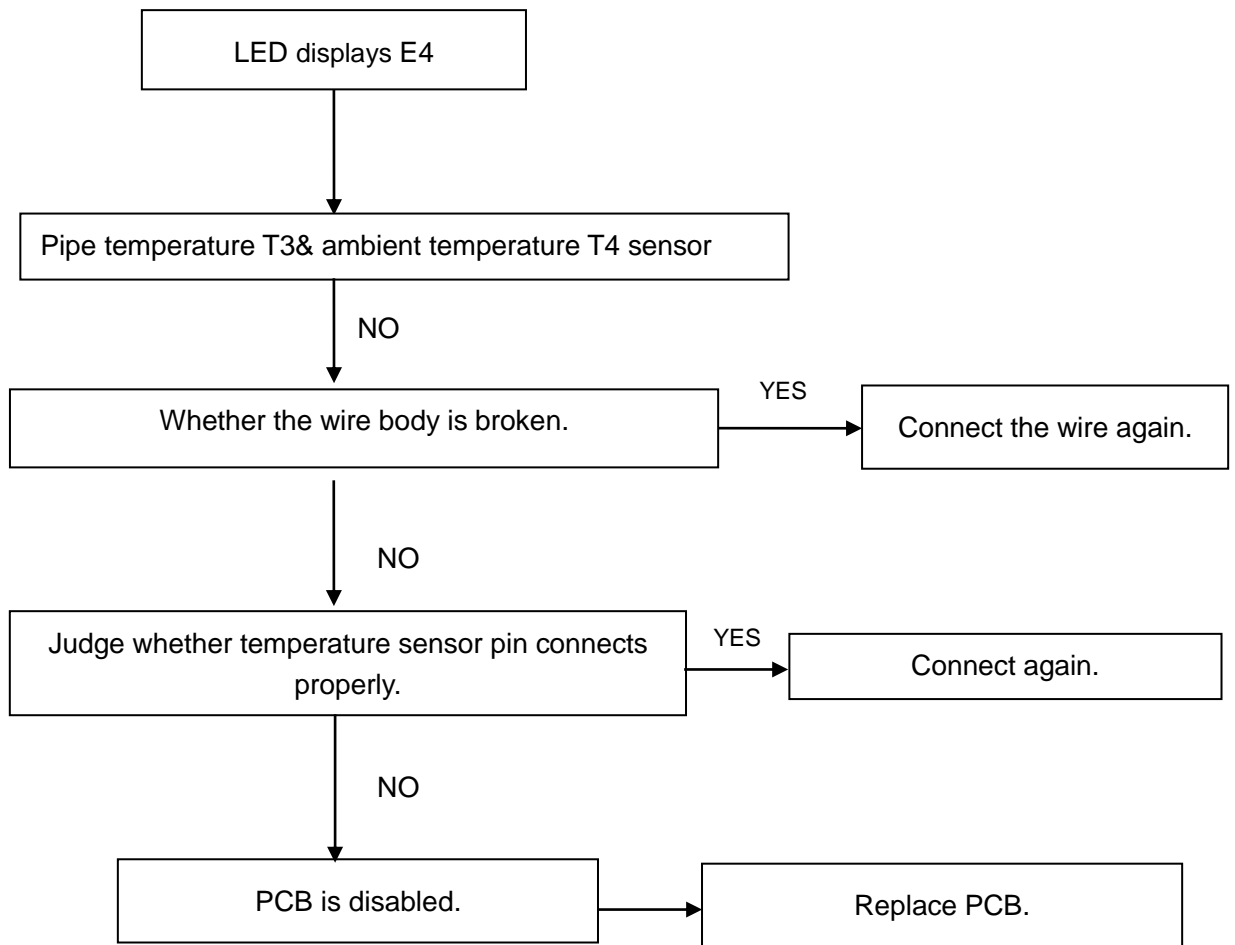 LED displays E4
Pipe temperature T3& ambient temperature T4 sensor
NO
Whether the wire body is broken.
YES
Connect the wire again.
NO
Judge whether temperature sensor pin connects
properly.
YES
Connect again.
NO
PCB is disabled.
Replace PCB.